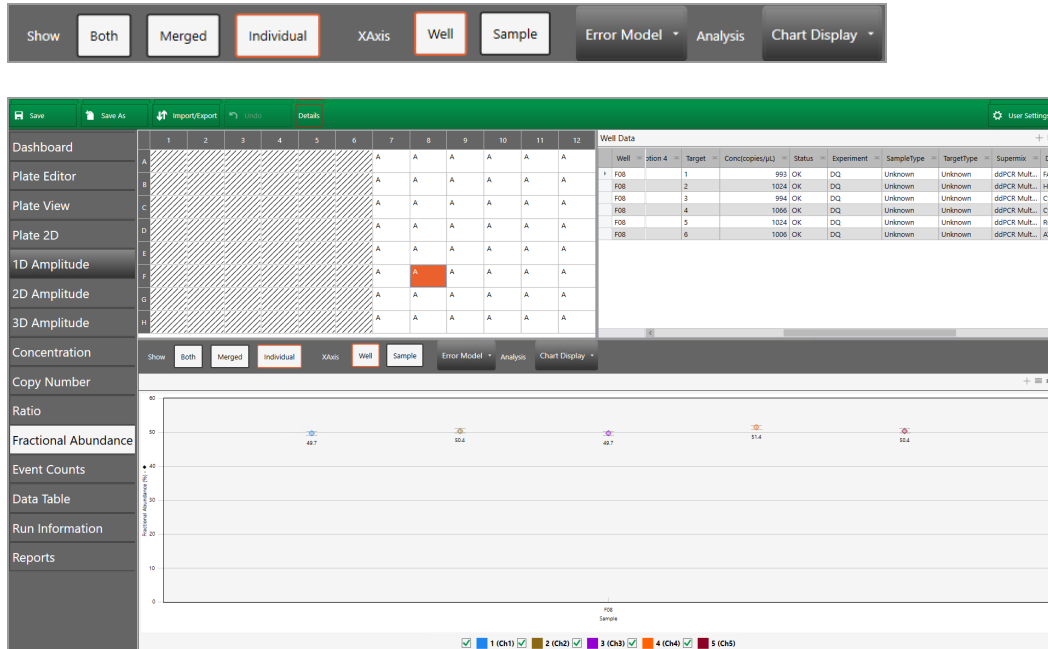 Show Both Merged Individual XAxis Well Sample Error Model Analysis Chart Display
Save Save As Import/Export Undo Details User Settings
Dashboard
Plate Editor
Plate View
Plate 2D
1D Amplitude
2D Amplitude
3D Amplitude
Concentration
Copy Number
Ratio
Fractional Abundance
Event Counts
Data Table
Run Information
Reports
1 2 3 4 5 6 7 8 9 10 11 12
A A A A A A A
B A A A A A A
C A A A A A A
D A A A A A A
E A A A A A A
F A A A A A A
G A A A A A A
H A A A A A A
Well Data
Well ption 4 Target Conc(copies/µL) Status Experiment SampleType TargetType Supermix D
F08 1 993 OK DQ Unknown Unknown ddPCR Mult... FA
F08 2 1024 OK DQ Unknown Unknown ddPCR Mult... H
F08 3 994 OK DQ Unknown Unknown ddPCR Mult... C
F08 4 1066 OK DQ Unknown Unknown ddPCR Mult... C
F08 5 1024 OK DQ Unknown Unknown ddPCR Mult... R
F08 6 1006 OK DQ Unknown Unknown ddPCR Mult... A
Show Both Merged Individual XAxis Well Sample Error Model Analysis Chart Display
Fractional Abundance (%) - ●
60
50
40
30
20
10
0
49.7 50.4 49.7 51.4 50.4
F08
Sample
1 (Ch1) 2 (Ch2) 3 (Ch3) 4 (Ch4) 5 (Ch5)